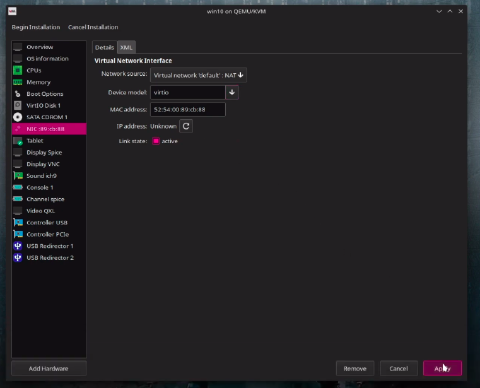 win10 on QEMU/KVM
Begin Installation Cancel Installation
Overview
OS information
CPUs
Memory
Boot Options
VirtIO Disk 1
SATA CDROM 1
NIC :89:cb:88
Tablet
Display Spice
Display VNC
Sound ich9
Console 1
Channel spice
Video QXL
Controller USB
Controller PCIe
USB Redirector 1
USB Redirector 2
Add Hardware
Details XML
Virtual Network Interface
Network source: Virtual network 'default' : NAT
Device model: virtio
MAC address: 52:54:00:89:cb:88
IP address: Unknown
Link state: active
Remove Cancel Apply